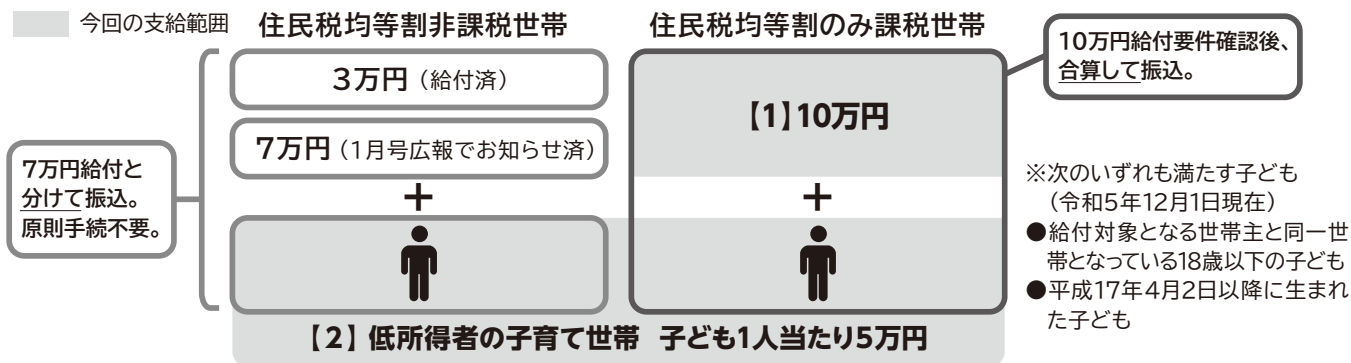 今回の支給範囲
住民税均等割非課税世帯
住民税均等割のみ課税世帯
3万円（給付済）
7万円（1月号広報でお知らせ済）
＋
7万円給付と
分けて振込。
原則手続不要。
【1】10万円
＋
10万円給付要件確認後、
合算して振込。
【2】低所得者の子育て世帯 子ども1人当たり5万円
※次のいずれも満たす子ども
（令和5年12月1日現在）
●給付対象となる世帯主と同一世
帯となっている18歳以下の子ども
●平成17年4月2日以降に生まれ
た子ども